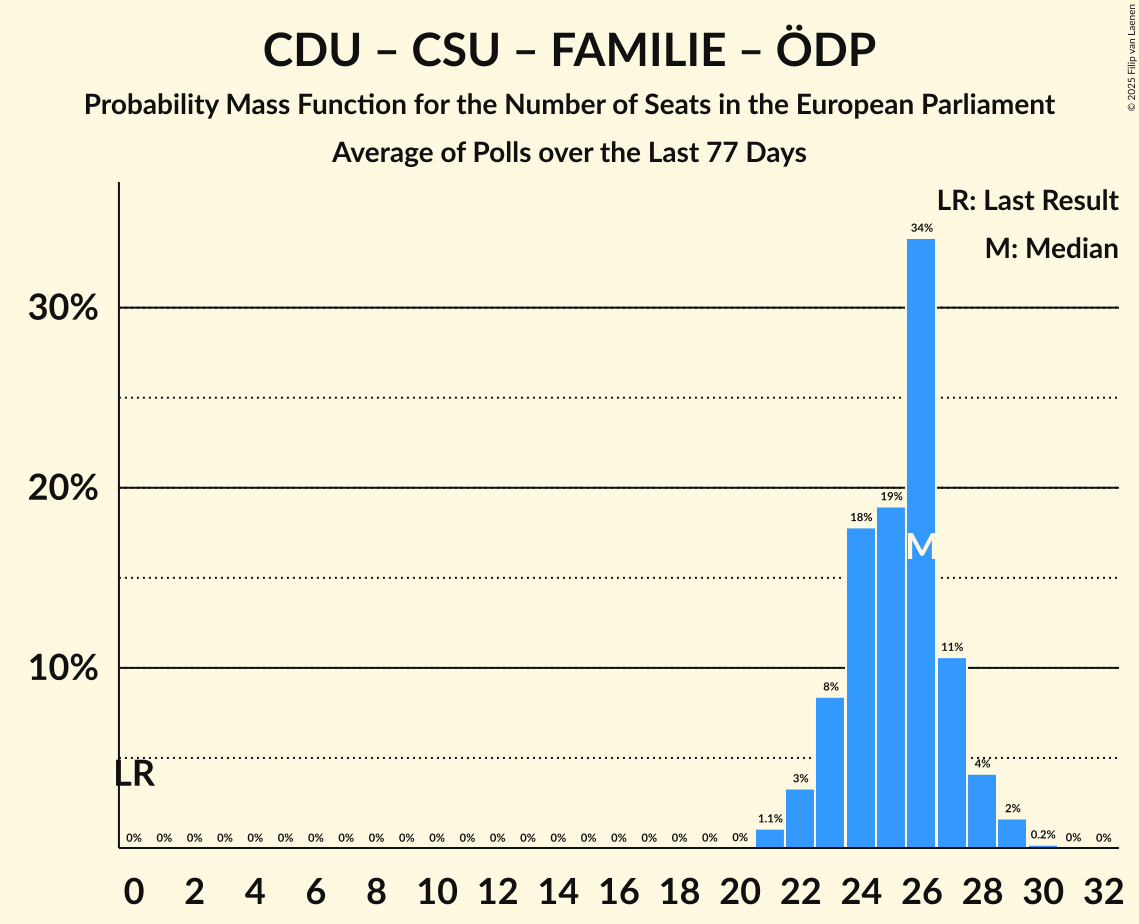 CDU – CSU – FAMILIE – ÖDP
Probability Mass Function for the Number of Seats in the European Parliament
Average of Polls over the Last 77 Days
© 2025 Filip van Laenen
LR: Last Result
M: Median
34%
30%
20%
19%
18%
M
10%
11%
8%
LR
4%
3%
2%
1.1%
0% 0% 0% 0% 0% 0% 0% 0% 0% 0% 0% 0% 0% 0% 0% 0% 0% 0% 0% 0% 0% 0.2% 0% 0%
0 2 4 6 8 10 12 14 16 18 20 22 24 26 28 30 32